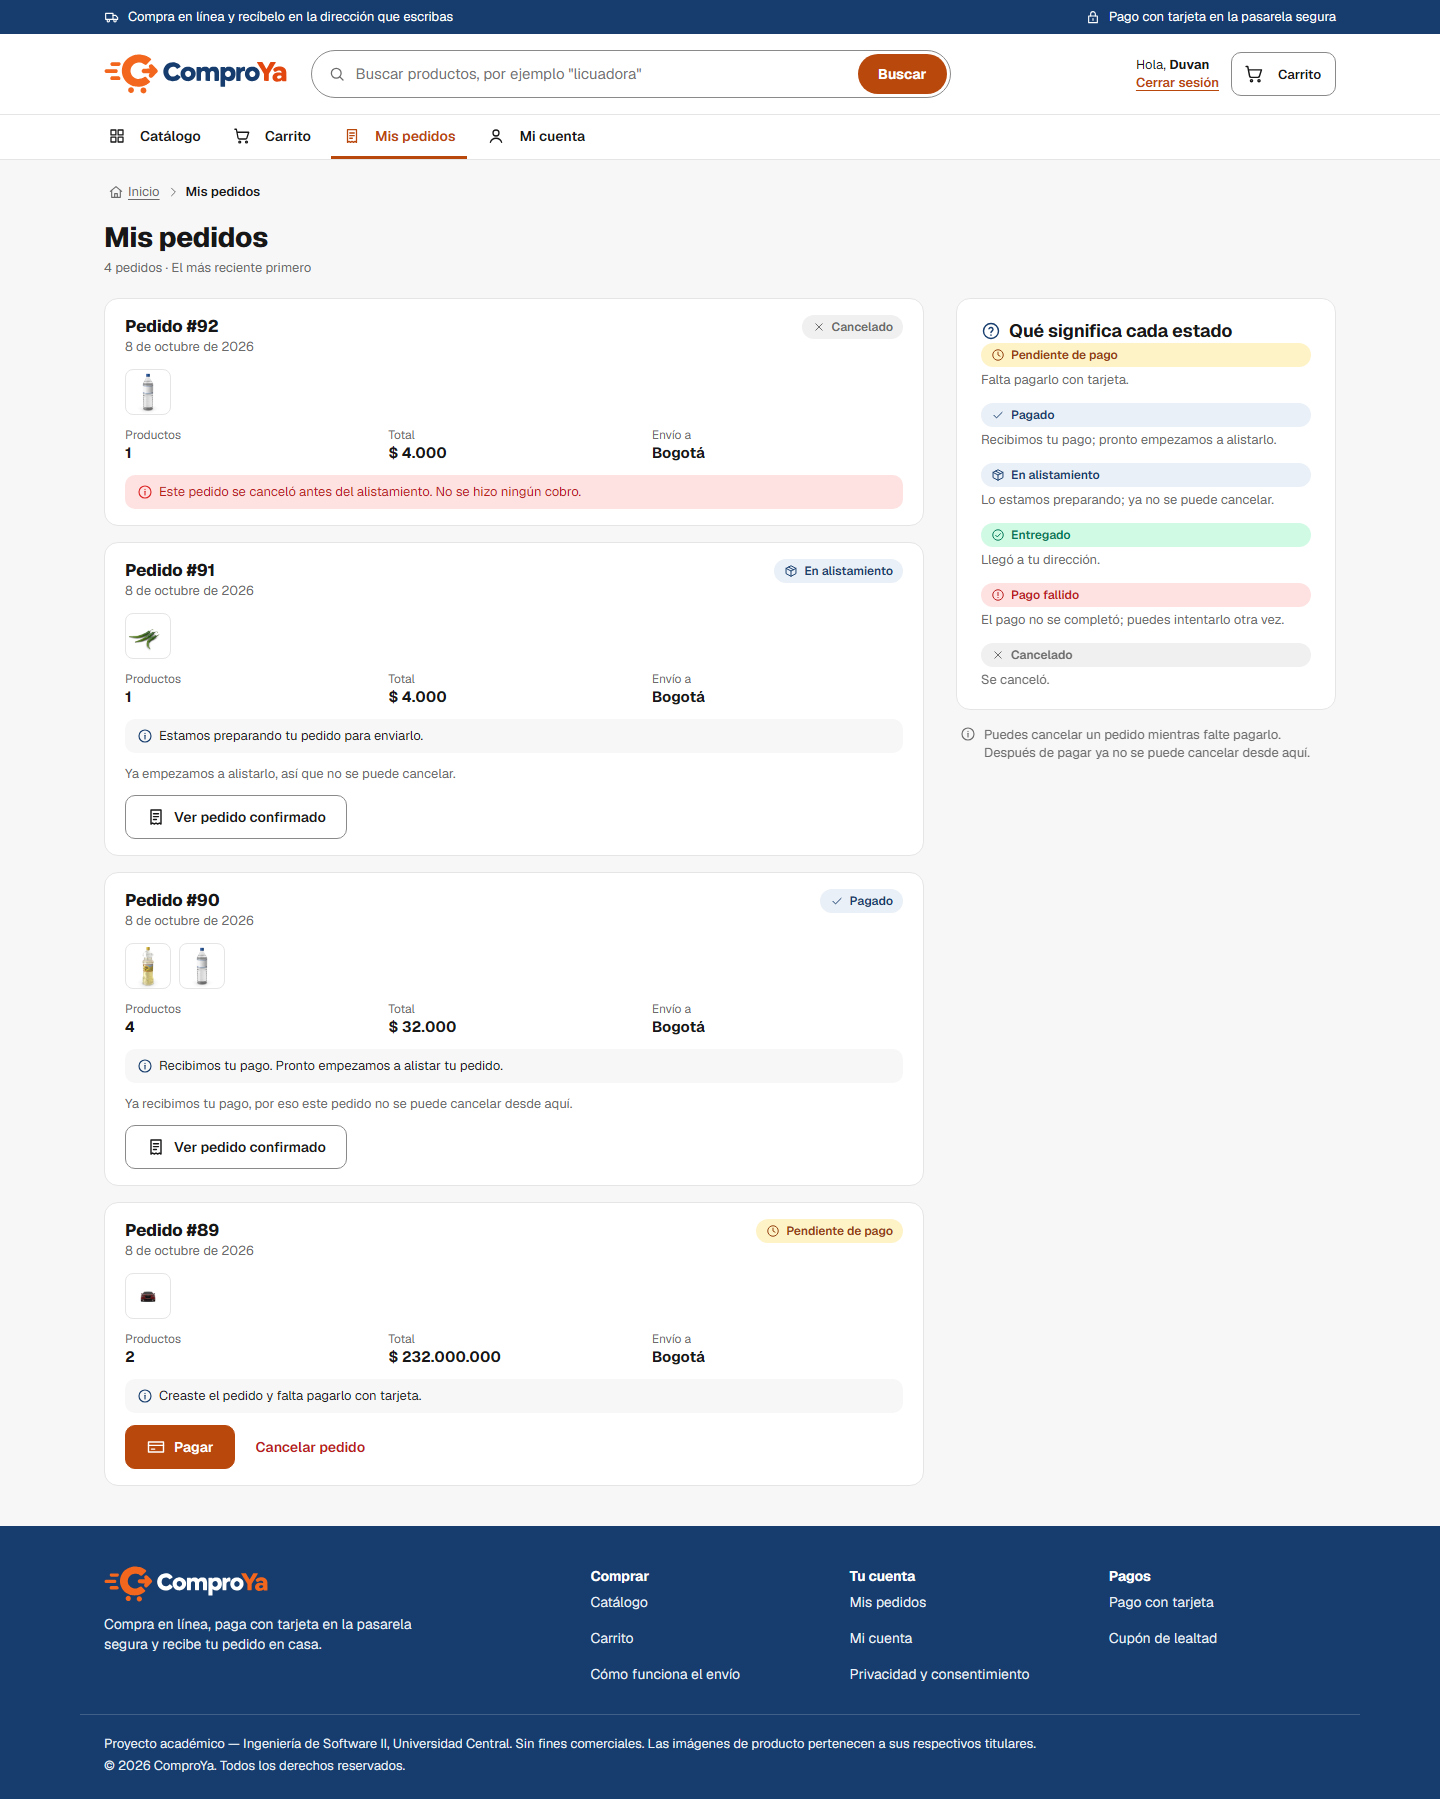 Compra en línea y recíbelo en la dirección que escribas
Pago con tarjeta en la pasarela segura
ComproYa
Buscar productos, por ejemplo "licuadora"
Buscar
Hola, Duvan
Cerrar sesión
Carrito
Catálogo
Carrito
Mis pedidos
Mi cuenta
Inicio
Mis pedidos
Mis pedidos
4 pedidos · El más reciente primero
Pedido #92
8 de octubre de 2026
Cancelado
Productos
1
Total
$ 4.000
Envío a
Bogotá
Este pedido se canceló antes del alistamiento. No se hizo ningún cobro.
Pedido #91
8 de octubre de 2026
En alistamiento
Productos
1
Total
$ 4.000
Envío a
Bogotá
Estamos preparando tu pedido para enviarlo.
Ya empezamos a alistarlo, así que no se puede cancelar.
Ver pedido confirmado
Pedido #90
8 de octubre de 2026
Pagado
Productos
4
Total
$ 32.000
Envío a
Bogotá
Recibimos tu pago. Pronto empezamos a alistar tu pedido.
Ya recibimos tu pago, por eso este pedido no se puede cancelar desde aquí.
Ver pedido confirmado
Pedido #89
8 de octubre de 2026
Pendiente de pago
Productos
2
Total
$ 232.000.000
Envío a
Bogotá
Creaste el pedido y falta pagarlo con tarjeta.
Pagar
Cancelar pedido
Qué significa cada estado
Pendiente de pago
Falta pagarlo con tarjeta.
Pagado
Recibimos tu pago; pronto empezamos a alistarlo.
En alistamiento
Lo estamos preparando; ya no se puede cancelar.
Entregado
Llegó a tu dirección.
Pago fallido
El pago no se completó; puedes intentarlo otra vez.
Cancelado
Se canceló.
Puedes cancelar un pedido mientras falte pagarlo.
Después de pagar ya no se puede cancelar desde aquí.
ComproYa
Compra en línea, paga con tarjeta en la pasarela
segura y recibe tu pedido en casa.
Comprar
Catálogo
Carrito
Cómo funciona el envío
Tu cuenta
Mis pedidos
Mi cuenta
Privacidad y consentimiento
Pagos
Pago con tarjeta
Cupón de lealtad
Proyecto académico — Ingeniería de Software II, Universidad Central. Sin fines comerciales. Las imágenes de producto pertenecen a sus respectivos titulares.
© 2026 ComproYa. Todos los derechos reservados.